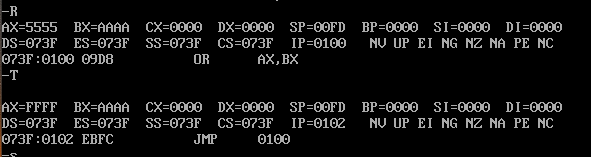 -R
AX=5555 BX=AAAA CX=0000 DX=0000 SP=00FD BP=0000 SI=0000 DI=0000
DS=073F ES=073F SS=073F CS=073F IP=0100 NV UP EI NG NZ NA PE NC
073F:0100 09D8 OR AX,BX
-T
AX=FFFF BX=AAAA CX=0000 DX=0000 SP=00FD BP=0000 SI=0000 DI=0000
DS=073F ES=073F SS=073F CS=073F IP=0102 NV UP EI NG NZ NA PE NC
073F:0102 EBFC JMP 0100